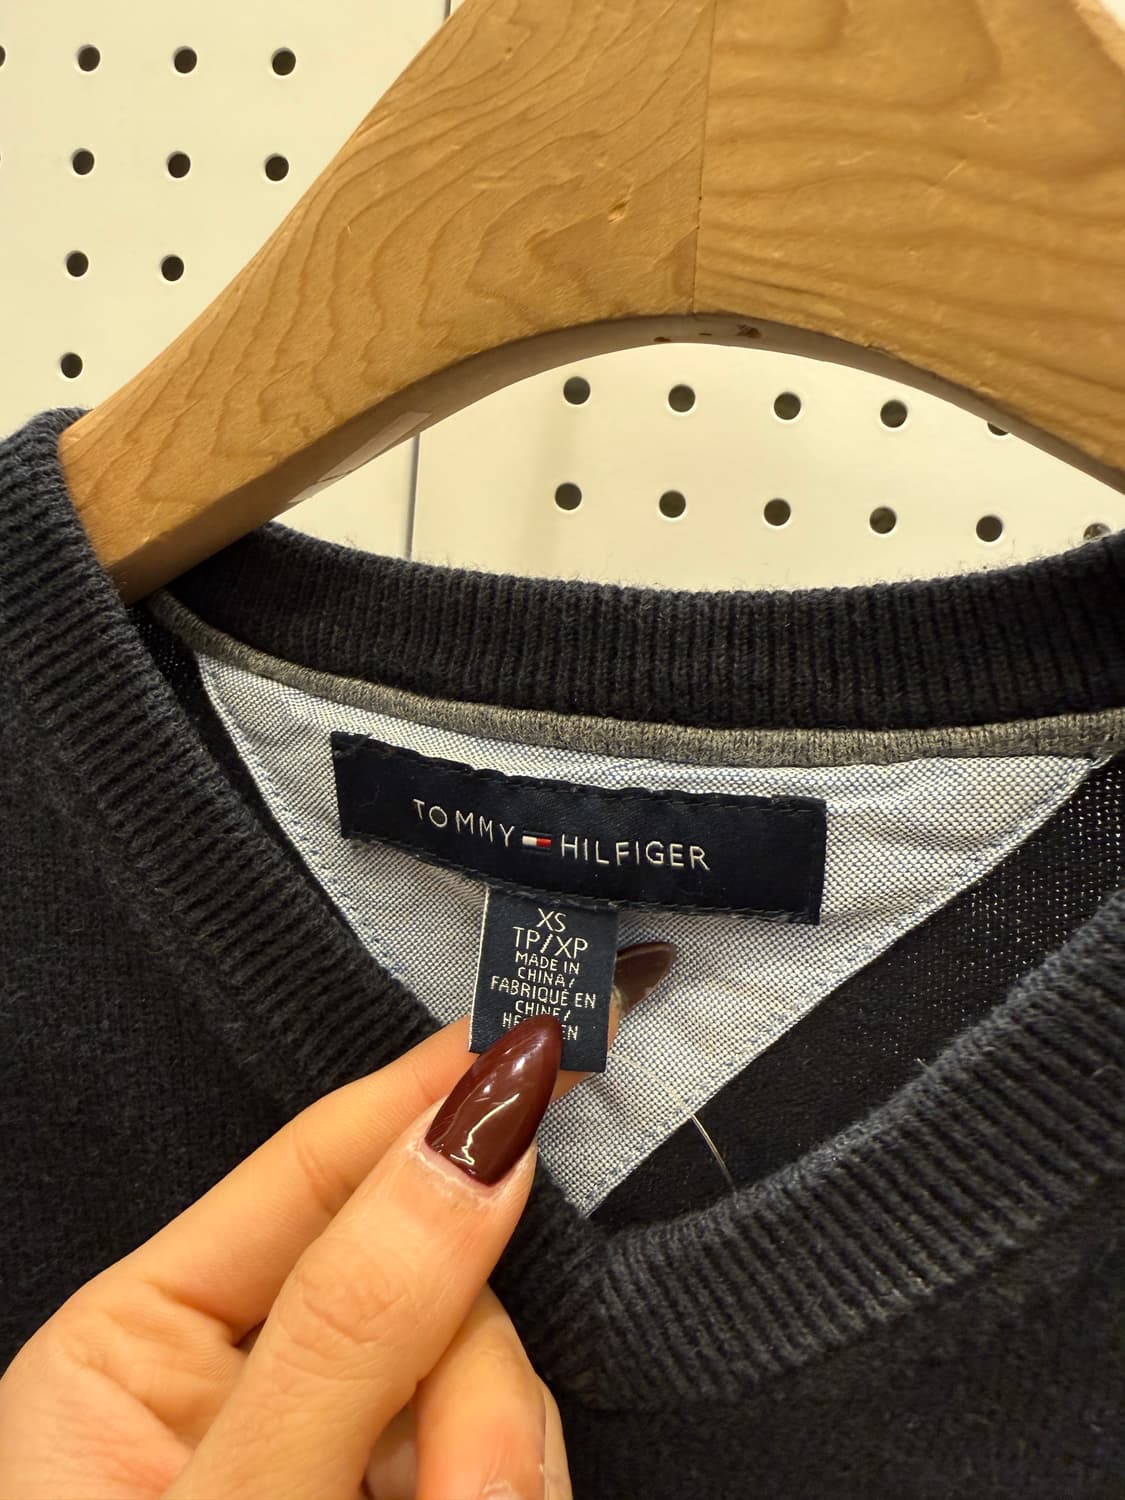 TOMMY HILFIGER
XS
TP/XP
MADE IN
CHINA/
FABRIQUÉ EN
CHINE/